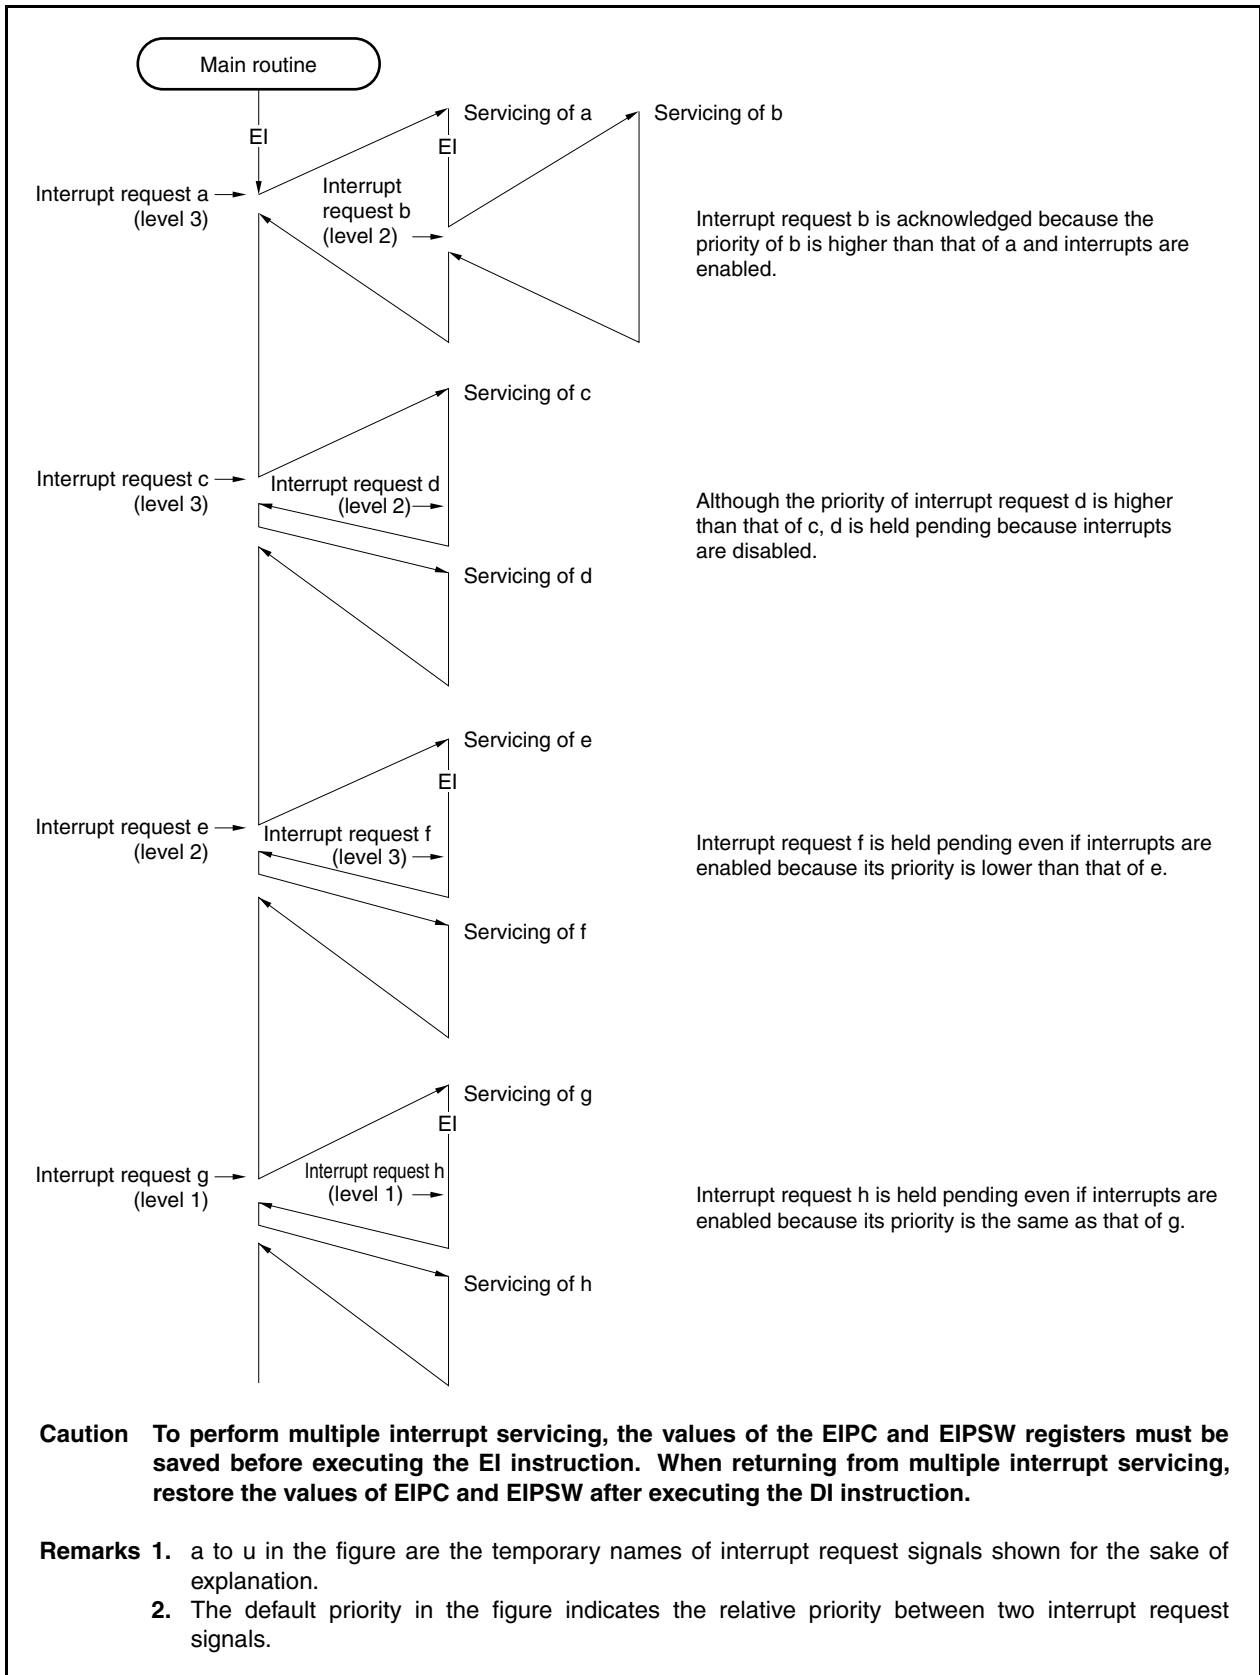 Main routine
EI
Servicing of a
EI
Servicing of b
Interrupt request a
(level 3)
Interrupt
request b
(level 2)
Interrupt request b is acknowledged because the
priority of b is higher than that of a and interrupts are
enabled.
Servicing of c
Interrupt request c
(level 3)
Interrupt request d
(level 2)
Although the priority of interrupt request d is higher
than that of c, d is held pending because interrupts
are disabled.
Servicing of d
Servicing of e
EI
Interrupt request e
(level 2)
Interrupt request f
(level 3)
Interrupt request f is held pending even if interrupts are
enabled because its priority is lower than that of e.
Servicing of f
Servicing of g
EI
Interrupt request g
(level 1)
Interrupt request h
(level 1)
Interrupt request h is held pending even if interrupts are
enabled because its priority is the same as that of g.
Servicing of h
Caution To perform multiple interrupt servicing, the values of the EIPC and EIPSW registers must be
saved before executing the EI instruction. When returning from multiple interrupt servicing,
restore the values of EIPC and EIPSW after executing the DI instruction.
Remarks 1. a to u in the figure are the temporary names of interrupt request signals shown for the sake of
explanation.
2. The default priority in the figure indicates the relative priority between two interrupt request
signals.